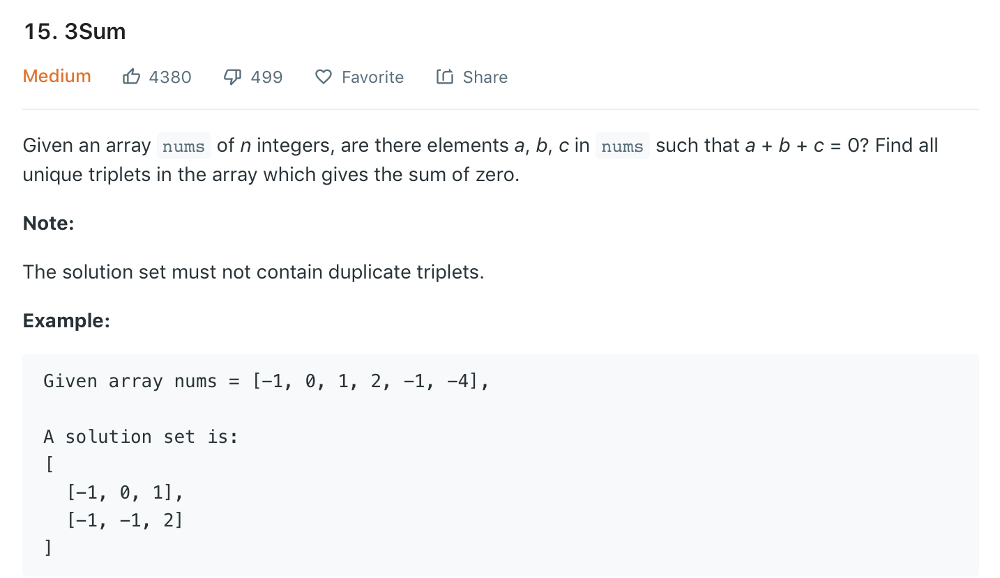 15. 3Sum
Medium 4380 499 Favorite Share
Given an array nums of n integers, are there elements a, b, c in nums such that a + b + c = 0? Find all
unique triplets in the array which gives the sum of zero.
Note:
The solution set must not contain duplicate triplets.
Example:
Given array nums = [-1, 0, 1, 2, -1, -4],
A solution set is:
[
[-1, 0, 1],
[-1, -1, 2]
]